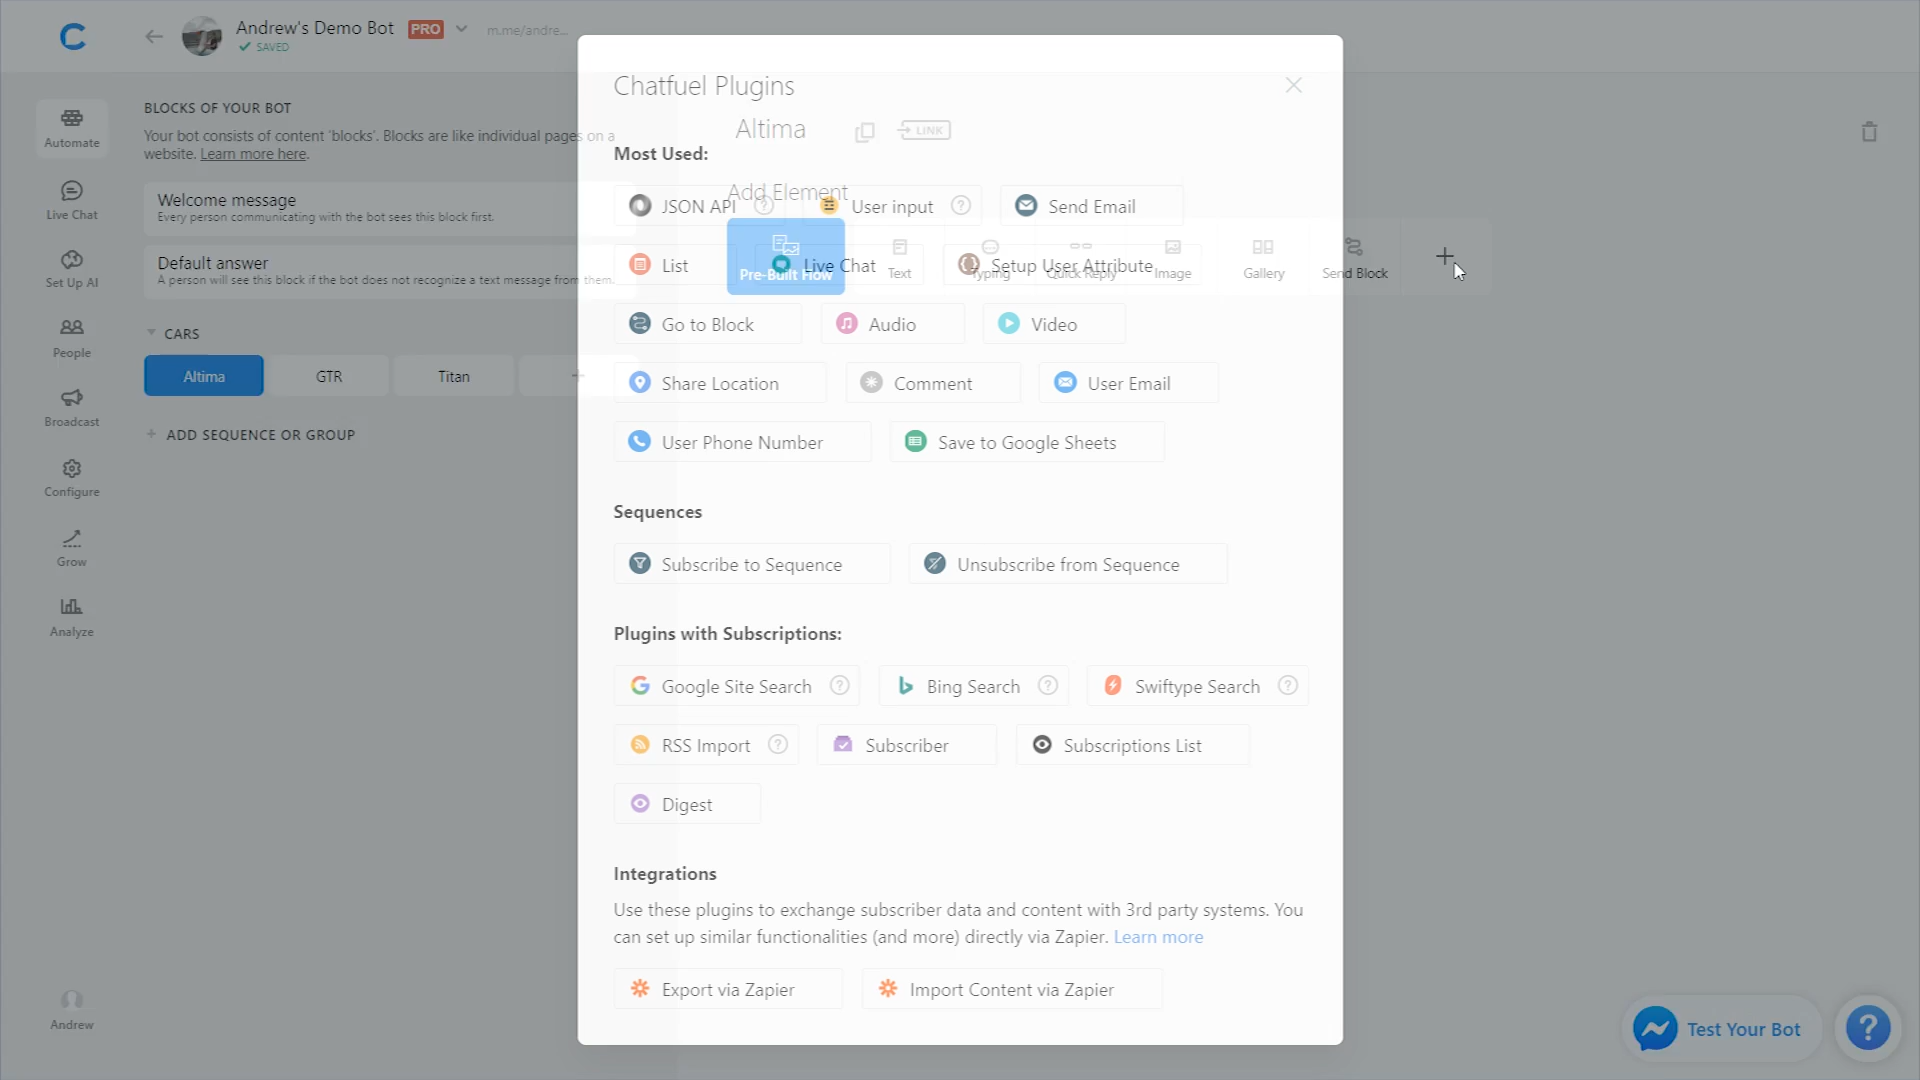 Andrew's Demo Bot PRO m.me/andre...
SAVED
Automate
Live Chat
Set Up AI
People
Broadcast
Configure
Grow
Analyze
Andrew
BLOCKS OF YOUR BOT
Your bot consists of content 'blocks'. Blocks are like individual pages on a
website. Learn more here.
Welcome message
Every person communicating with the bot sees this block first.
Default answer
A person will see this block if the bot does not recognize a text message from them.
CARS
Altima GTR Titan +
+ ADD SEQUENCE OR GROUP
Chatfuel Plugins
Altima LINK
Most Used:
Add Element
JSON API ? User input ? Send Email
List Live Chat Setup User Attribute
Pre-Built Flow Text Typing Quick Reply Image Gallery Send Block +
Go to Block Audio Video
Share Location Comment User Email
User Phone Number Save to Google Sheets
Sequences
Subscribe to Sequence Unsubscribe from Sequence
Plugins with Subscriptions:
Google Site Search ? Bing Search ? Swiftype Search ?
RSS Import ? Subscriber Subscriptions List
Digest
Integrations
Use these plugins to exchange subscriber data and content with 3rd party systems. You
can set up similar functionalities (and more) directly via Zapier. Learn more
Export via Zapier Import Content via Zapier
Test Your Bot ?